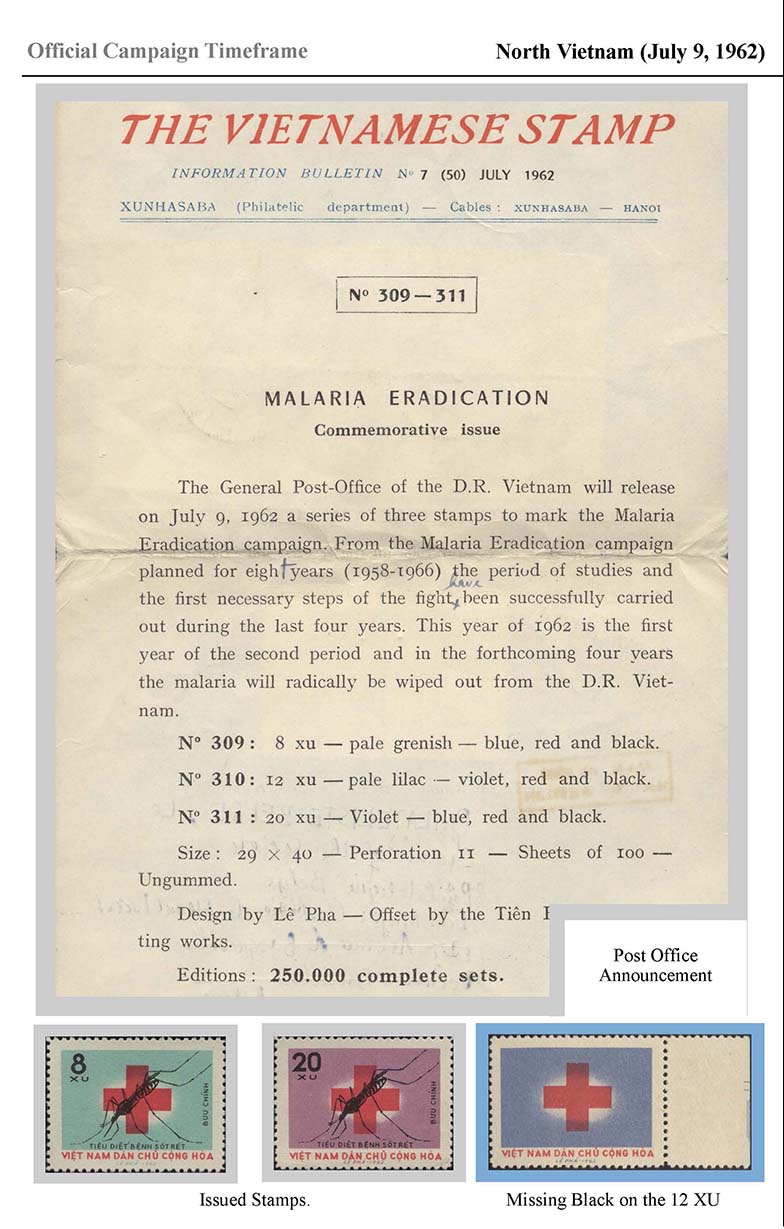 Official Campaign Timeframe
North Vietnam (July 9, 1962)
THE VIETNAMESE STAMP
INFORMATION BULLETIN Nº 7 (50) JULY 1962
XUNHASABA (Philatelic department) — Cables : XUNHASABA — HANOI
Nº 309 — 311
MALARIA ERADICATION
Commemorative issue
The General Post-Office of the D.R. Vietnam will release
on July 9, 1962 a series of three stamps to mark the Malaria
Eradication campaign. From the Malaria Eradication campaign
planned for eight years (1958-1966) the period of studies and
have
the first necessary steps of the fight, been successfully carried
out during the last four years. This year of 1962 is the first
year of the second period and in the forthcoming four years
the malaria will radically be wiped out from the D.R. Viet-
nam.
Nº 309 : 8 xu — pale grenish — blue, red and black.
Nº 310 : 12 xu — pale lilac — violet, red and black.
Nº 311 : 20 xu — Violet — blue, red and black.
Size : 29 × 40 — Perforation 11 — Sheets of 100 —
Ungummed.
Design by Lê Pha — Offset by the Tiên
ting works.
Editions : 250.000 complete sets.
Post Office
Announcement
8
XU
BƯU CHÍNH
TIÊU DIỆT BỆNH SỐT RÉT
VIỆT NAM DÂN CHỦ CỘNG HÒA
LÊ PHA-1962
20
XU
BƯU CHÍNH
TIÊU DIỆT BỆNH SỐT RÉT
VIỆT NAM DÂN CHỦ CỘNG HÒA
LÊ PHA-1962
VIỆT NAM DÂN CHỦ CỘNG HÒA
LÊ PHA-1962
Issued Stamps.
Missing Black on the 12 XU